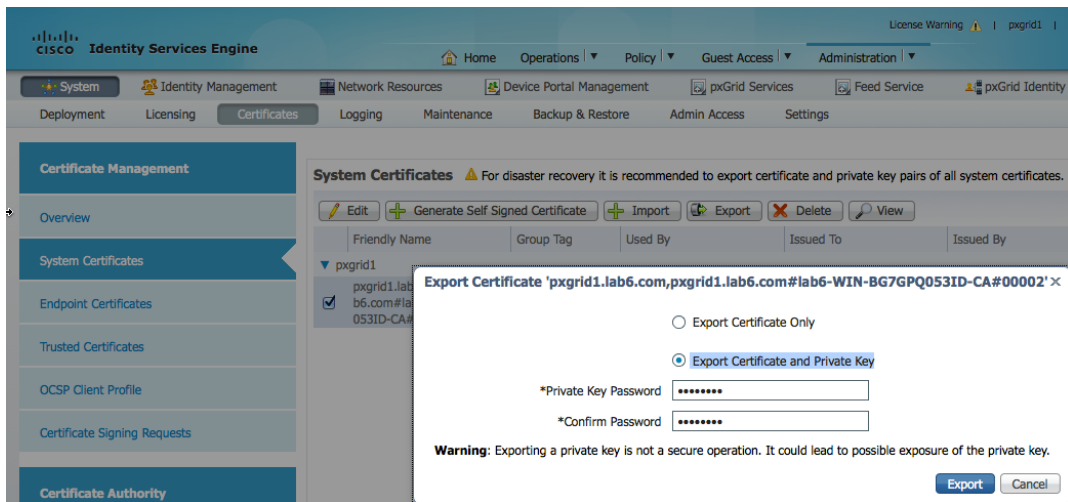 License Warning | pxgrid1 |
CISCO Identity Services Engine
Home Operations Policy Guest Access Administration
System Identity Management Network Resources Device Portal Management pxGrid Services Feed Service pxGrid Identity
Deployment Licensing Certificates Logging Maintenance Backup & Restore Admin Access Settings
Certificate Management
Overview
System Certificates
Endpoint Certificates
Trusted Certificates
OCSP Client Profile
Certificate Signing Requests
Certificate Authority
System Certificates For disaster recovery it is recommended to export certificate and private key pairs of all system certificates.
Edit Generate Self Signed Certificate Import Export Delete View
Friendly Name Group Tag Used By Issued To Issued By
pxgrid1
pxgrid1.lab
b6.com#la
053ID-CA#
Export Certificate 'pxgrid1.lab6.com,pxgrid1.lab6.com#lab6-WIN-BG7GPQ053ID-CA#00002'
Export Certificate Only
Export Certificate and Private Key
*Private Key Password ••••••••
*Confirm Password ••••••••
Warning: Exporting a private key is not a secure operation. It could lead to possible exposure of the private key.
Export Cancel